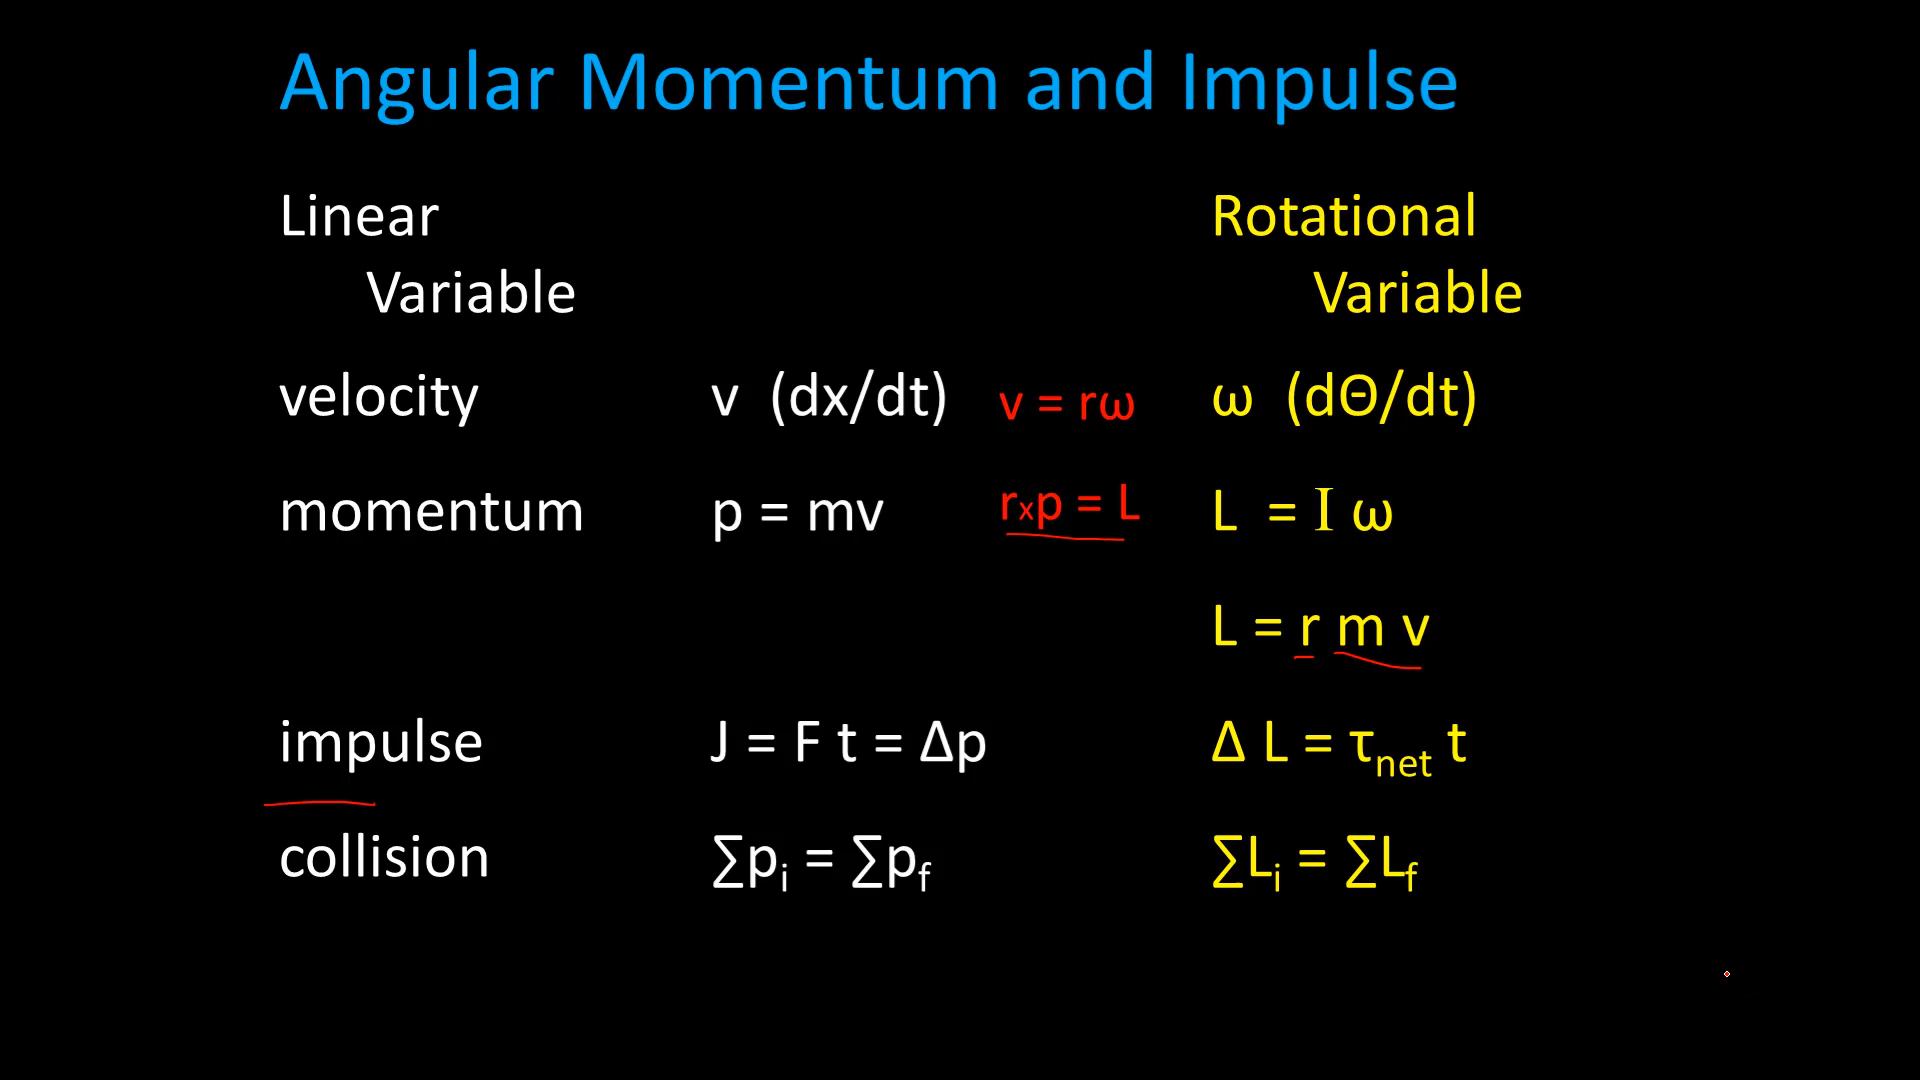 Angular Momentum and Impulse
Linear Rotational
Variable Variable
velocity v (dx/dt) v = rω ω (dΘ/dt)
momentum p = mv rxp = L L = I ω
L = r m v
impulse J = F t = Δp Δ L = τnet t
collision ∑pi = ∑pf ∑Li = ∑Lf